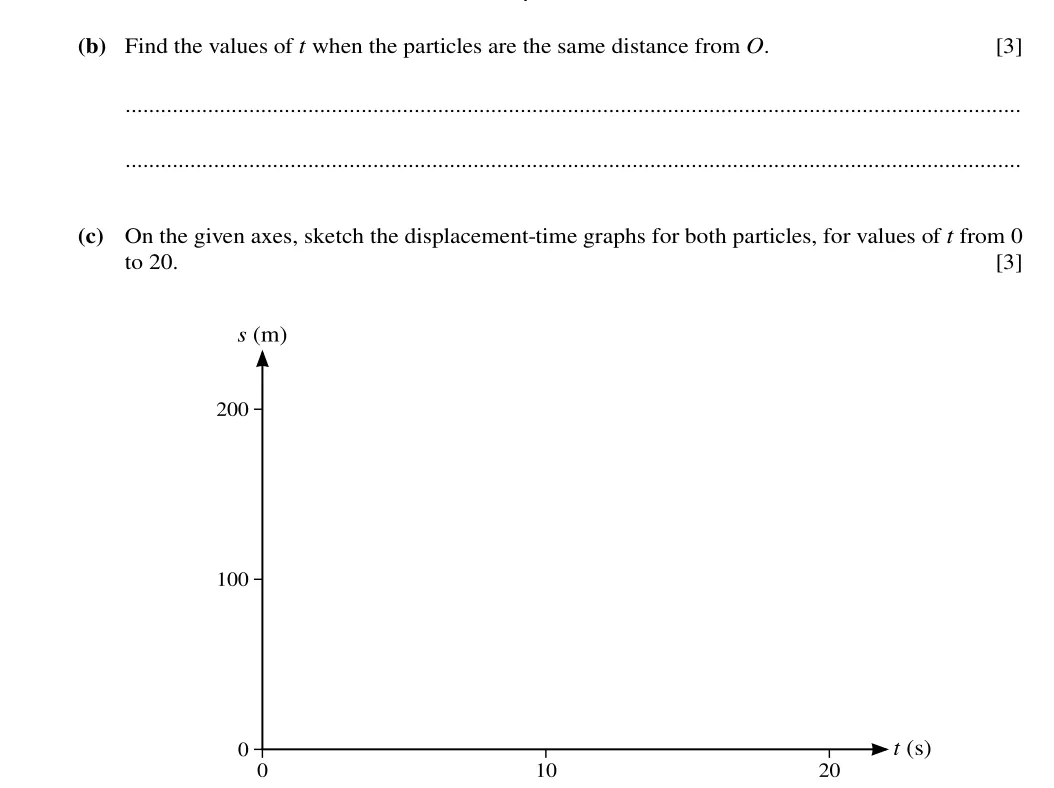 (b) Find the values of t when the particles are the same distance from O. [3]
................................................................................
................................................................................
(c) On the given axes, sketch the displacement-time graphs for both particles, for values of t from 0
to 20. [3]
s (m)
200
100
0
t (s)
0 10 20